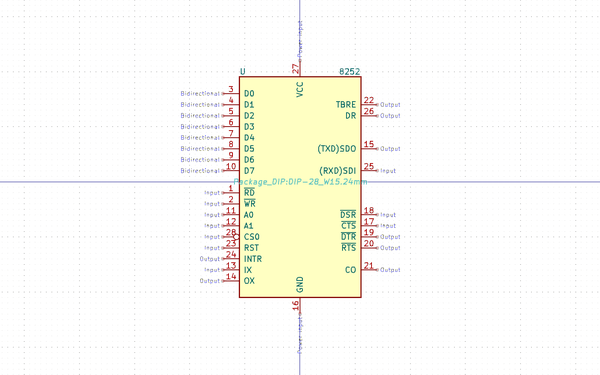 Power input
27
U 8252
VCC
Bidirectional 3 D0
Bidirectional 4 D1 TBRE 22 Output
Bidirectional 5 D2 DR 26 Output
Bidirectional 6 D3
Bidirectional 7 D4
Bidirectional 8 D5 (TXD)SDO 15 Output
Bidirectional 9 D6
Bidirectional 10 D7 (RXD)SDI 25 Input
Package_DIP:DIP-28_W15.24mm
Input 1 RD
Input 2 WR
Input 11 A0 DSR 18 Input
Input 12 A1 CTS 17 Input
Input 28 CS0 DTR 19 Output
Input 23 RST RTS 20 Output
Output 24 INTR
Input 13 IX CO 21 Output
Output 14 OX
GND
16
Power input